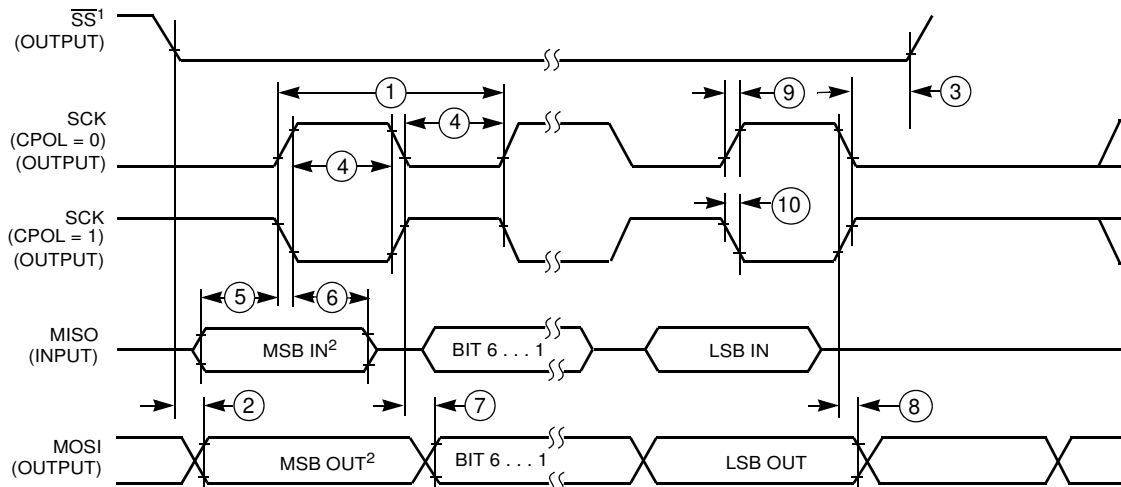 SS¹
(OUTPUT)
SCK
(CPOL = 0)
(OUTPUT)
SCK
(CPOL = 1)
(OUTPUT)
MISO
(INPUT)
MOSI
(OUTPUT)
1
4
9
3
4
10
5
6
MSB IN²
BIT 6 . . . 1
LSB IN
2
7
8
MSB OUT²
BIT 6 . . . 1
LSB OUT